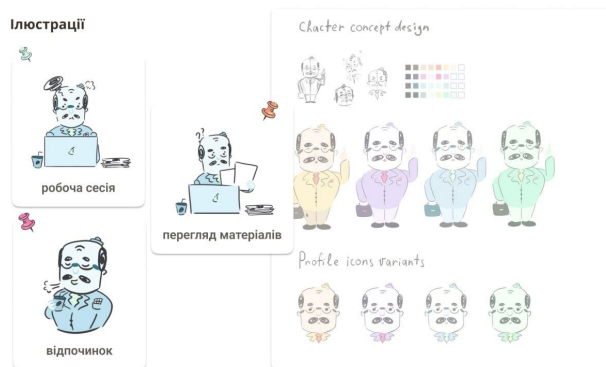 Ілюстрації
робоча сесія
перегляд матеріалів
відпочинок
Chacter concept design
Profile icons variants